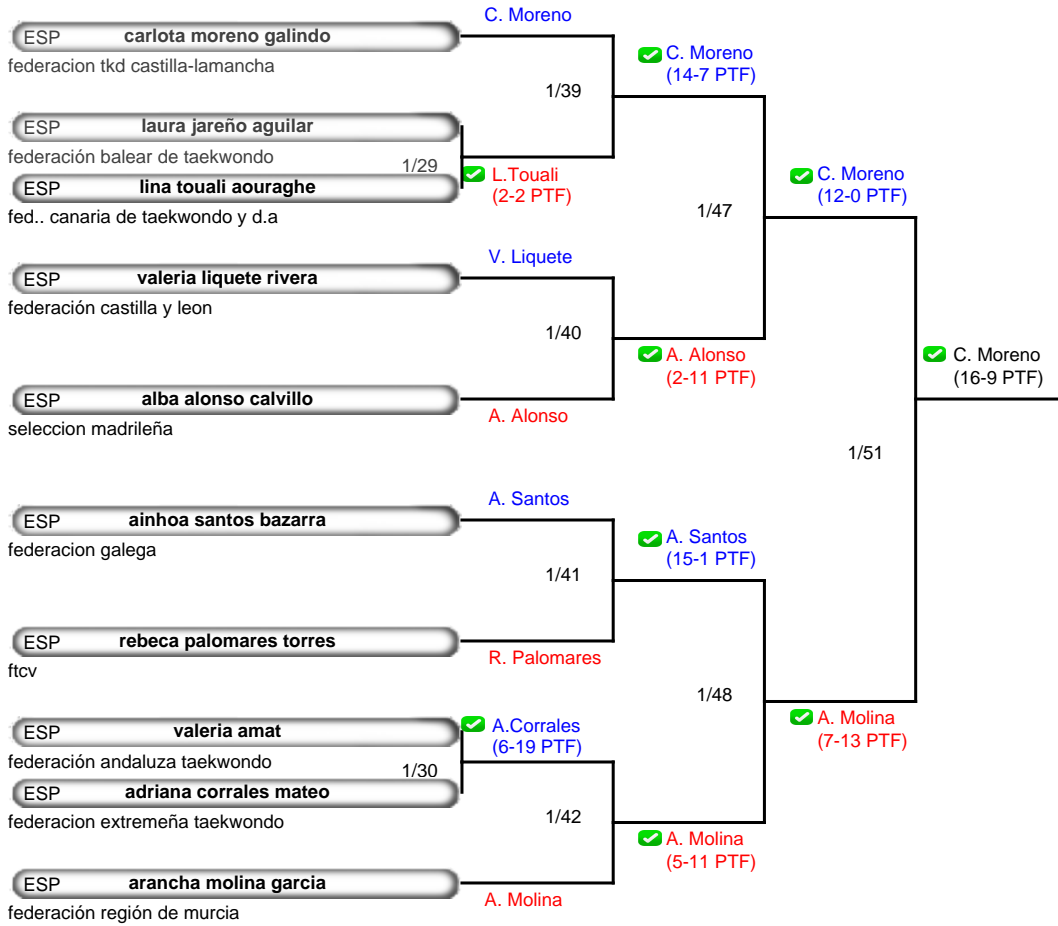 C. Moreno
ESP carlota moreno galindo
federacion tkd castilla-lamancha
C. Moreno
(14-7 PTF)
1/39
ESP laura jareño aguilar
federación balear de taekwondo
1/29
L.Touali
(2-2 PTF)
ESP lina touali aouraghe
fed.. canaria de taekwondo y d.a
C. Moreno
(12-0 PTF)
1/47
V. Liquete
ESP valeria liquete rivera
federación castilla y leon
1/40
A. Alonso
(2-11 PTF)
C. Moreno
(16-9 PTF)
ESP alba alonso calvillo
A. Alonso
seleccion madrileña
1/51
A. Santos
ESP ainhoa santos bazarra
federacion galega
A. Santos
(15-1 PTF)
1/41
ESP rebeca palomares torres
R. Palomares
ftcv
1/48
ESP valeria amat
A.Corrales
(6-19 PTF)
federación andaluza taekwondo
1/30
A. Molina
(7-13 PTF)
ESP adriana corrales mateo
federacion extremeña taekwondo
1/42
A. Molina
(5-11 PTF)
ESP arancha molina garcia
A. Molina
federación región de murcia